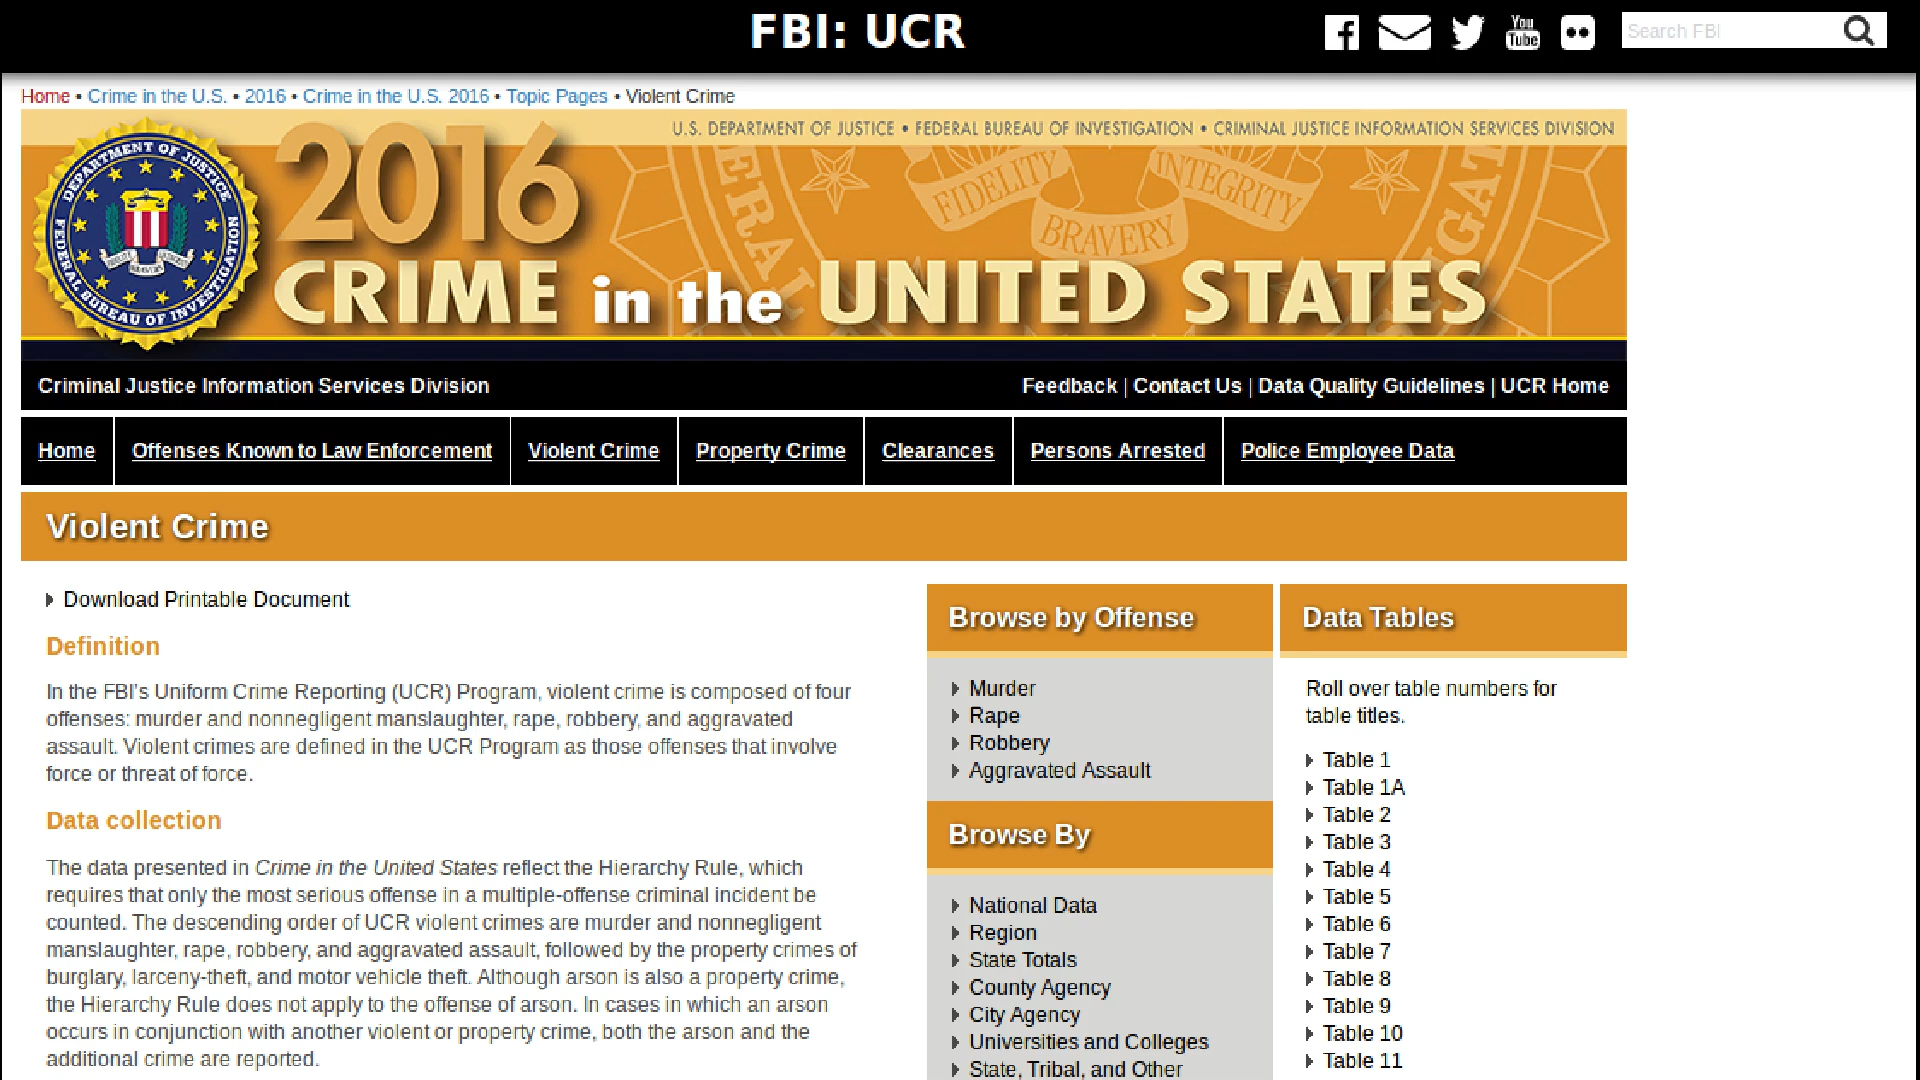 FBI: UCR
You
Tube
Search FBI
Home • Crime in the U.S. • 2016 • Crime in the U.S. 2016 • Topic Pages • Violent Crime
U.S. DEPARTMENT OF JUSTICE • FEDERAL BUREAU OF INVESTIGATION • CRIMINAL JUSTICE INFORMATION SERVICES DIVISION
DEPARTMENT OF JUSTICE
FEDERAL BUREAU OF INVESTIGATION
FIDELITY
BRAVERY
INTEGRITY
2016
CRIME in the UNITED STATES
Criminal Justice Information Services Division
Feedback | Contact Us | Data Quality Guidelines | UCR Home
Home
Offenses Known to Law Enforcement
Violent Crime
Property Crime
Clearances
Persons Arrested
Police Employee Data
Violent Crime
Download Printable Document
Definition
In the FBI's Uniform Crime Reporting (UCR) Program, violent crime is composed of four
offenses: murder and nonnegligent manslaughter, rape, robbery, and aggravated
assault. Violent crimes are defined in the UCR Program as those offenses that involve
force or threat of force.
Data collection
The data presented in Crime in the United States reflect the Hierarchy Rule, which
requires that only the most serious offense in a multiple-offense criminal incident be
counted. The descending order of UCR violent crimes are murder and nonnegligent
manslaughter, rape, robbery, and aggravated assault, followed by the property crimes of
burglary, larceny-theft, and motor vehicle theft. Although arson is also a property crime,
the Hierarchy Rule does not apply to the offense of arson. In cases in which an arson
occurs in conjunction with another violent or property crime, both the arson and the
additional crime are reported.
Browse by Offense
Murder
Rape
Robbery
Aggravated Assault
Browse By
National Data
Region
State Totals
County Agency
City Agency
Universities and Colleges
State, Tribal, and Other
Data Tables
Roll over table numbers for
table titles.
Table 1
Table 1A
Table 2
Table 3
Table 4
Table 5
Table 6
Table 7
Table 8
Table 9
Table 10
Table 11